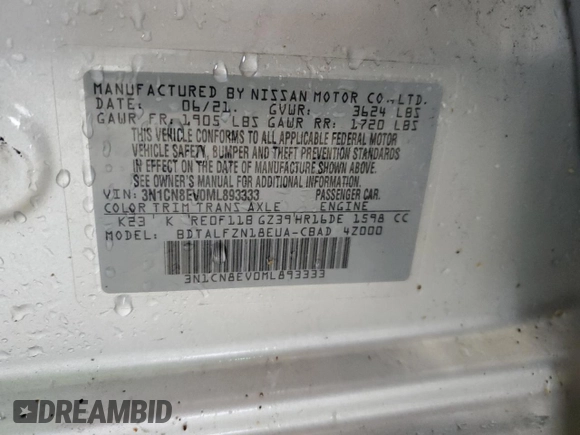 MANUFACTURED BY NISSAN MOTOR CO.,LTD.
DATE: 06/21. GVWR: 3624 LBS
GAWR FR: 1905 LBS GAWR RR: 1720 LBS
THIS VEHICLE CONFORMS TO ALL APPLICABLE FEDERAL MOTOR
VEHICLE SAFETY, BUMPER AND THEFT PREVENTION STANDARDS
IN EFFECT ON THE DATE OF MANUFACTURE SHOWN ABOVE.
SEE OWNER'S MANUAL, ALSO.
VIN: 3N1CN8EV0ML893333 PASSENGER CAR.
COLOR TRIM TRANS AXLE ENGINE
K23 K RE0F11B GZ39 HR16DE 1598 CC
MODEL: BDTALFZN18EUA-CBAD 4Z000
3N1CN8EV0ML893333
DREAMBID